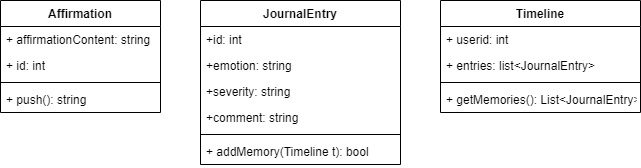 Affirmation
+ affirmationContent: string
+ id: int
+ push(): string
JournalEntry
+id: int
+emotion: string
+severity: string
+comment: string
+ addMemory(Timeline t): bool
Timeline
+ userid: int
+ entries: list<JournalEntry>
+ getMemories(): List<JournalEntry>